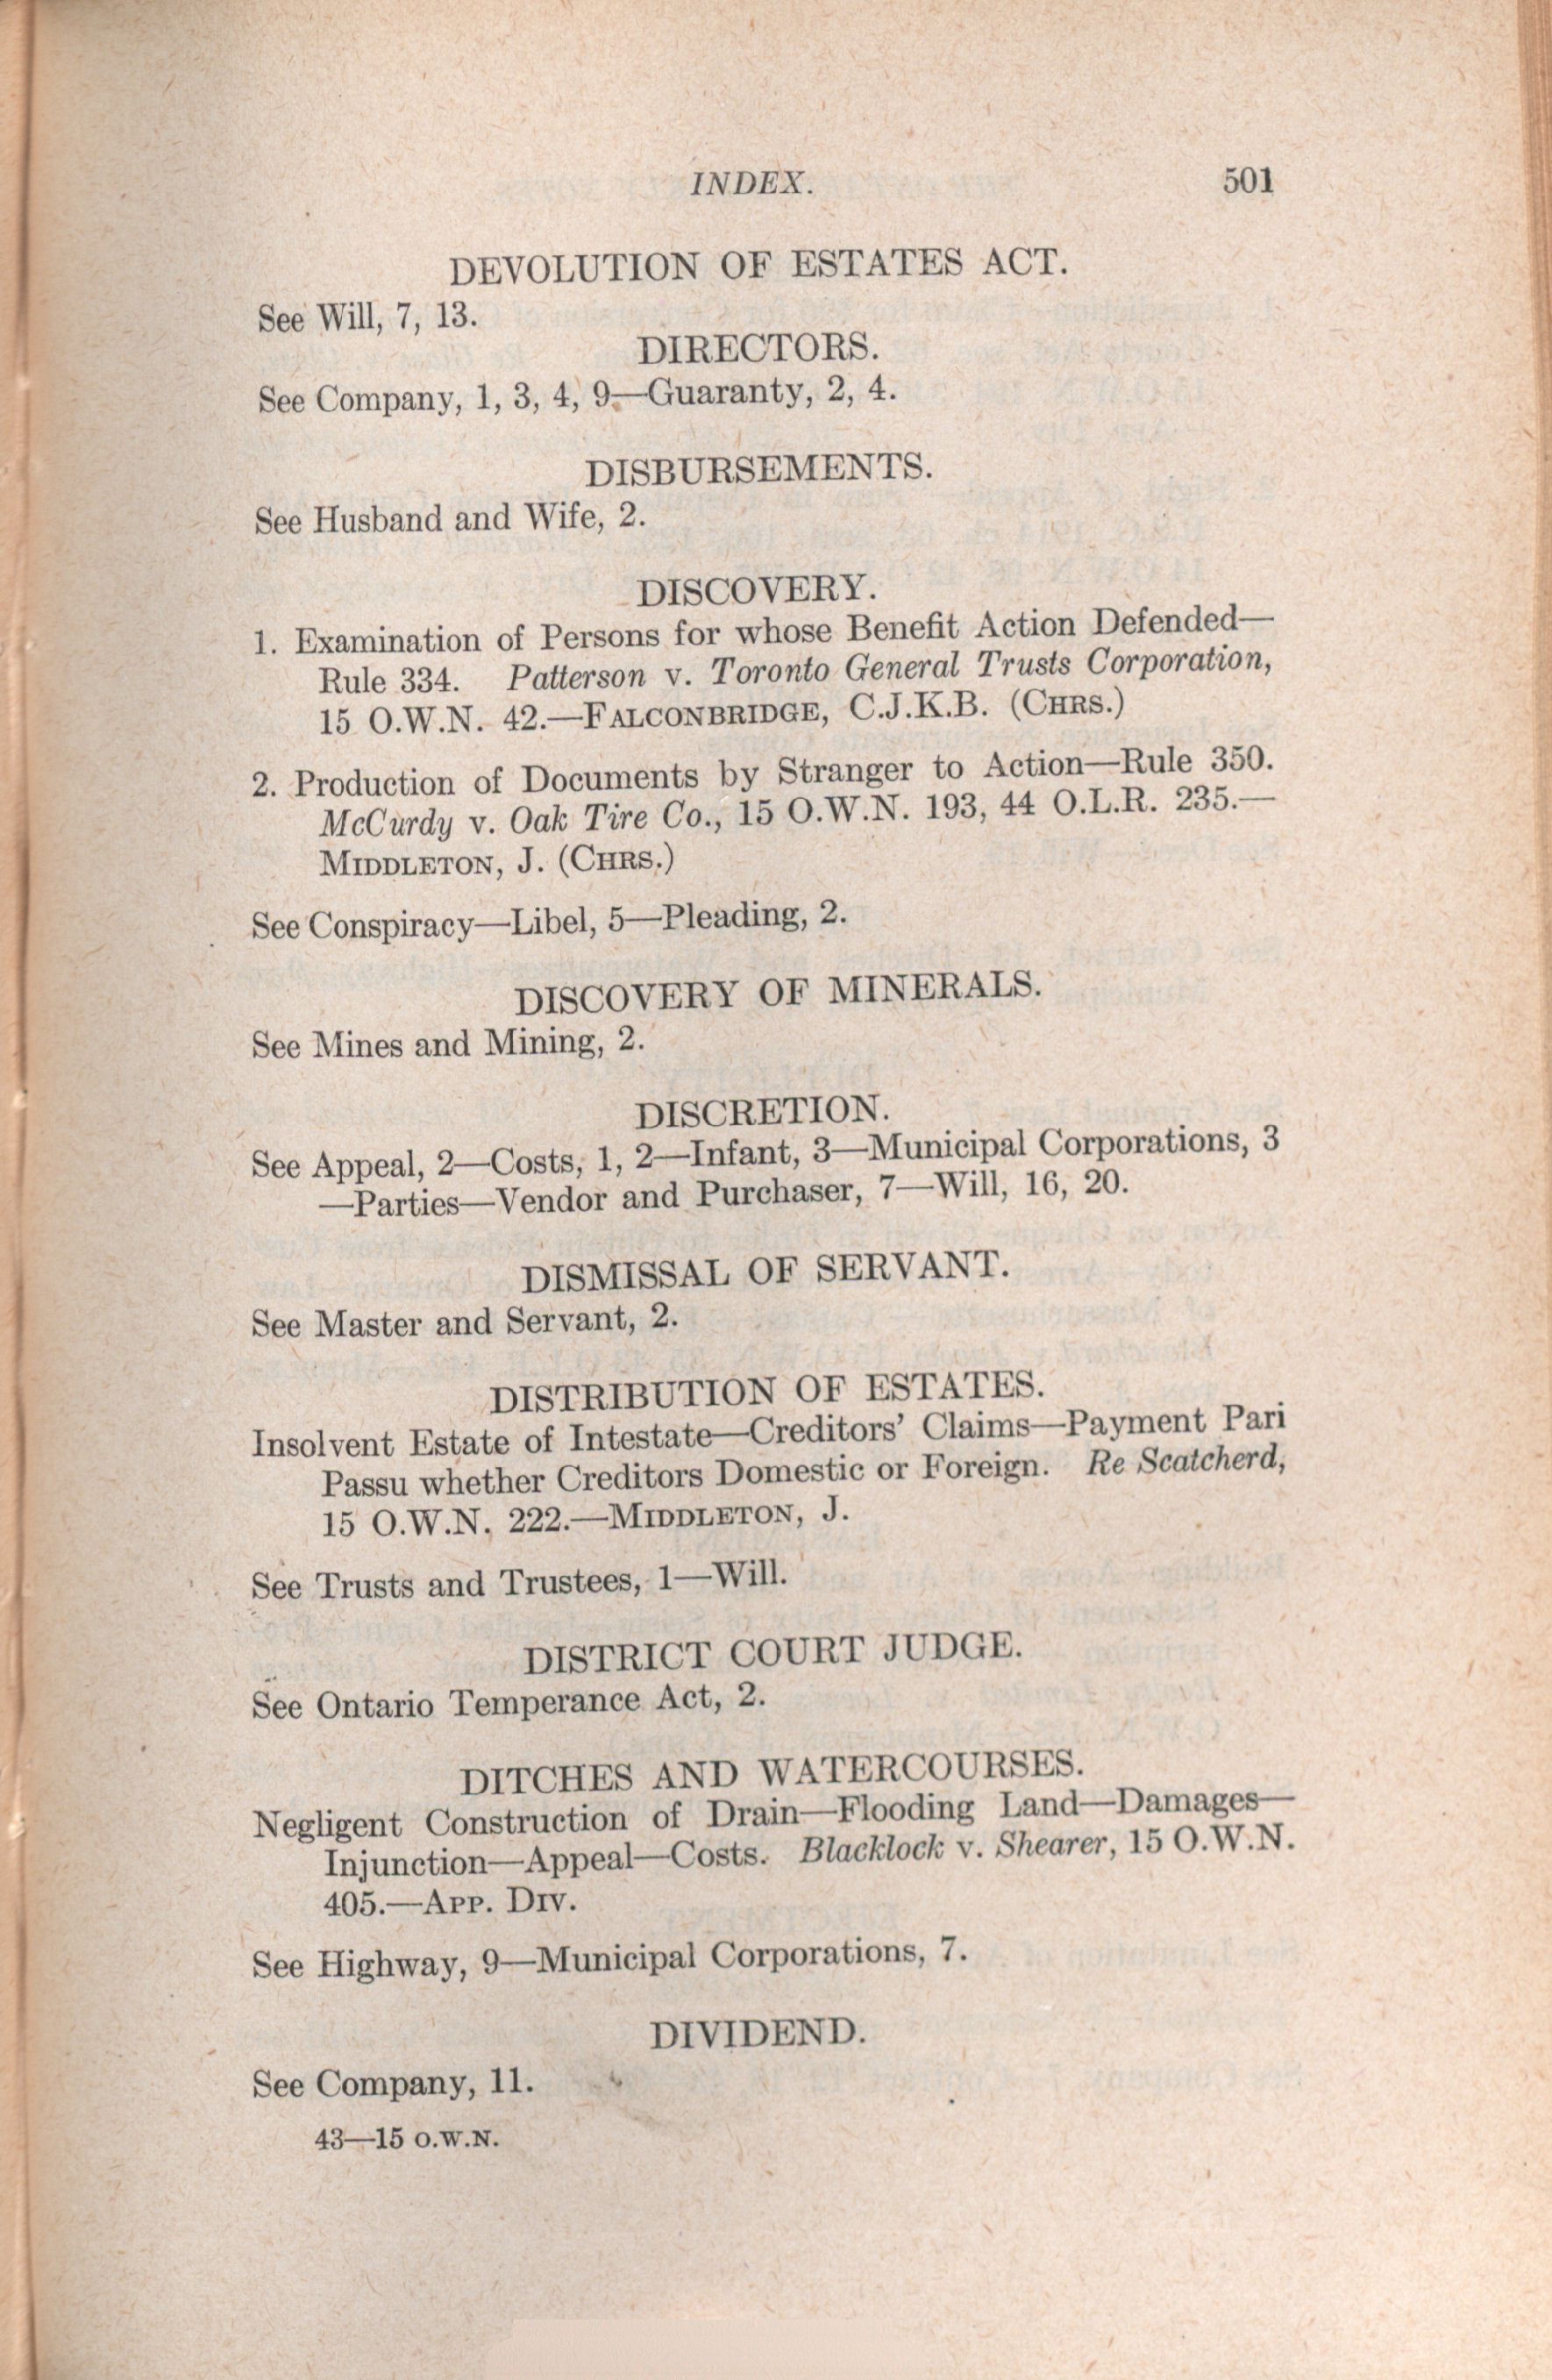 INDEX. 501
DEVOLUTION OF ESTATES ACT.
See Will, 7, 13.
DIRECTORS.
See Company, 1, 3, 4, 9—Guaranty, 2, 4.
DISBURSEMENTS.
See Husband and Wife, 2.
DISCOVERY.
1. Examination of Persons for whose Benefit Action Defended—
Rule 334. Patterson v. Toronto General Trusts Corporation,
15 O.W.N. 42.—FALCONBRIDGE, C.J.K.B. (CHRS.)
2. Production of Documents by Stranger to Action—Rule 350.
McCurdy v. Oak Tire Co., 15 O.W.N. 193, 44 O.L.R. 235.—
MIDDLETON, J. (CHRS.)
See Conspiracy—Libel, 5—Pleading, 2.
DISCOVERY OF MINERALS.
See Mines and Mining, 2.
DISCRETION.
See Appeal, 2—Costs, 1, 2—Infant, 3—Municipal Corporations, 3
—Parties—Vendor and Purchaser, 7—Will, 16, 20.
DISMISSAL OF SERVANT.
See Master and Servant, 2.
DISTRIBUTION OF ESTATES.
Insolvent Estate of Intestate—Creditors' Claims—Payment Pari
Passu whether Creditors Domestic or Foreign. Re Scatcherd,
15 O.W.N. 222.—MIDDLETON, J.
See Trusts and Trustees, 1—Will.
DISTRICT COURT JUDGE.
See Ontario Temperance Act, 2.
DITCHES AND WATERCOURSES.
Negligent Construction of Drain—Flooding Land—Damages—
Injunction—Appeal—Costs. Blacklock v. Shearer, 15 O.W.N.
405.—APP. DIV.
See Highway, 9—Municipal Corporations, 7.
DIVIDEND.
See Company, 11.
43—15 O.W.N.